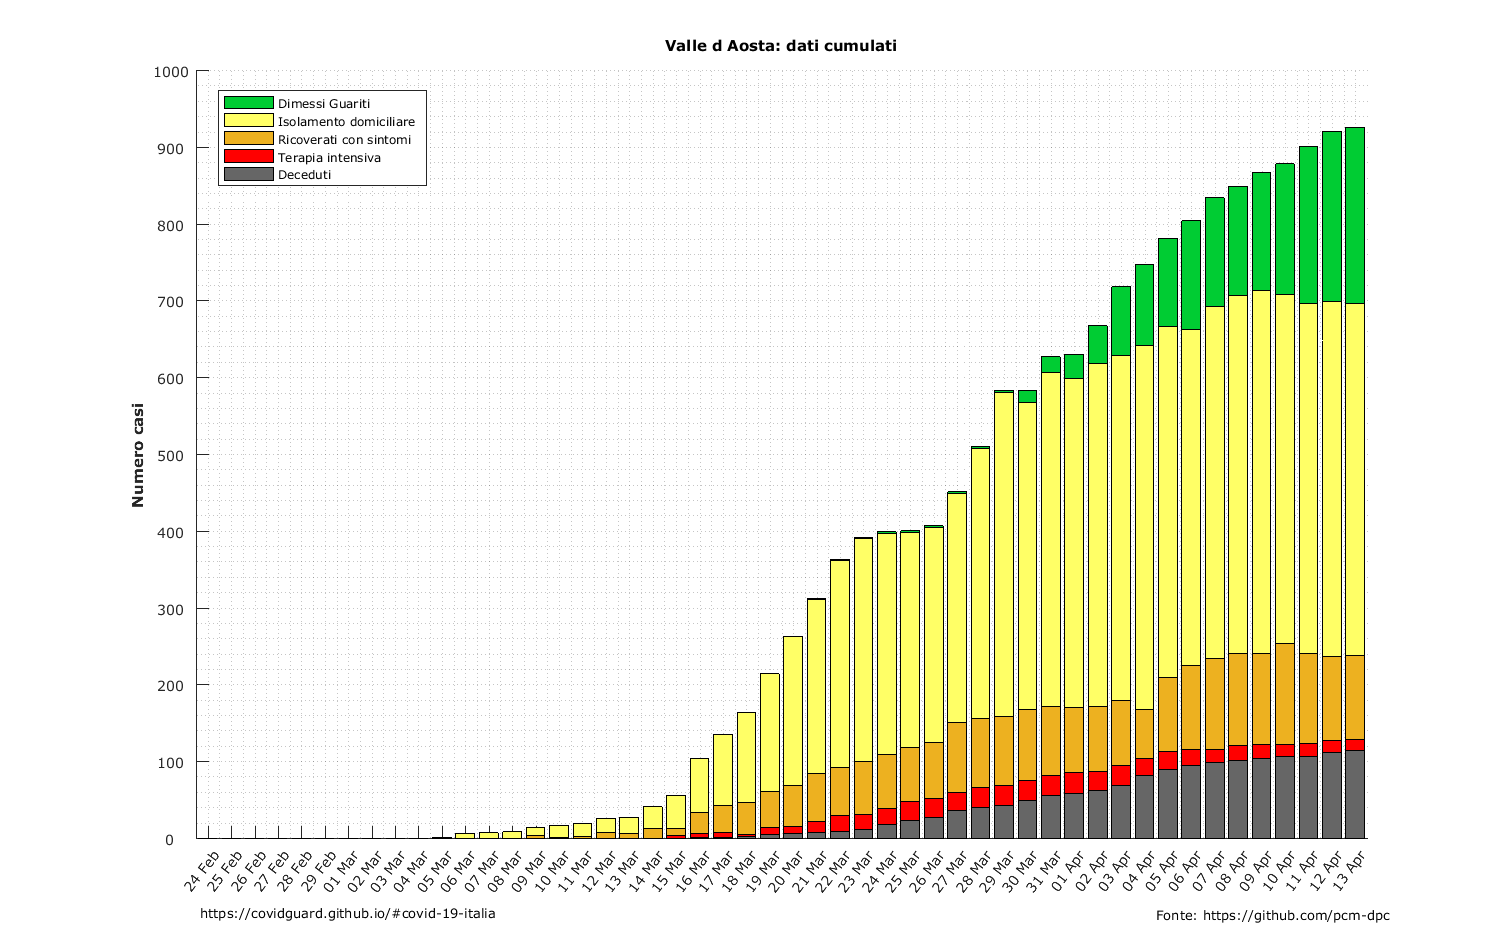 Valle d Aosta: dati cumulati
1000
900
800
700
600
500
400
300
200
100
0
Numero casi
Dimessi Guariti
Isolamento domiciliare
Ricoverati con sintomi
Terapia intensiva
Deceduti
24 Feb
25 Feb
26 Feb
27 Feb
28 Feb
29 Feb
01 Mar
02 Mar
03 Mar
04 Mar
05 Mar
06 Mar
07 Mar
08 Mar
09 Mar
10 Mar
11 Mar
12 Mar
13 Mar
14 Mar
15 Mar
16 Mar
17 Mar
18 Mar
19 Mar
20 Mar
21 Mar
22 Mar
23 Mar
24 Mar
25 Mar
26 Mar
27 Mar
28 Mar
29 Mar
30 Mar
31 Mar
01 Apr
02 Apr
03 Apr
04 Apr
05 Apr
06 Apr
07 Apr
08 Apr
09 Apr
10 Apr
11 Apr
12 Apr
13 Apr
https://covidguard.github.io/#covid-19-italia
Fonte: https://github.com/pcm-dpc